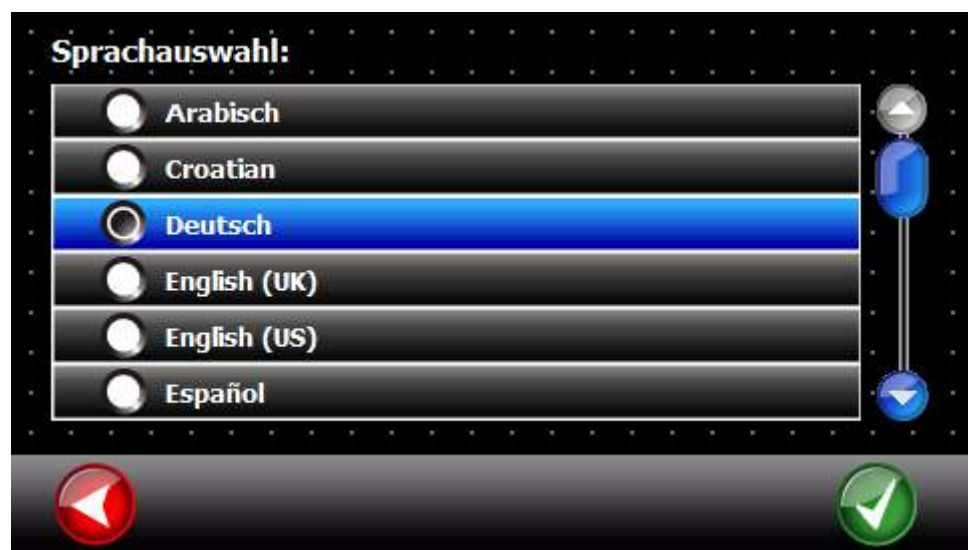 Sprachauswahl:
Arabisch
Croatian
Deutsch
English (UK)
English (US)
Español